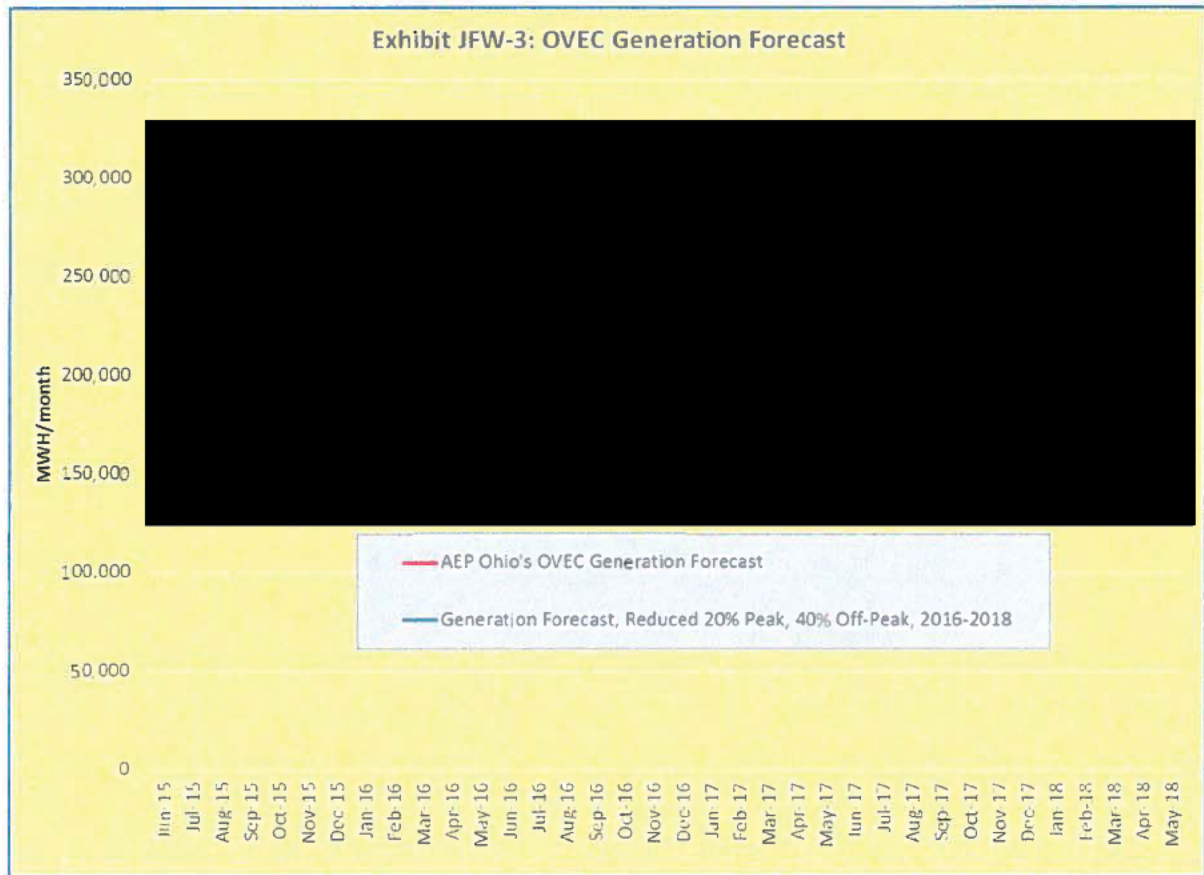 Exhibit JFW-3: OVEC Generation Forecast
350,000
300,000
250,000
200,000
150,000
100,000
50,000
0
MWH/month
AEP Ohio's OVEC Generation Forecast
Generation Forecast, Reduced 20% Peak, 40% Off-Peak, 2016-2018
Jun-15
Jul-15
Aug-15
Sep-15
Oct-15
Nov-15
Dec-15
Jan-16
Feb-16
Mar-16
Apr-16
May-16
Jun-16
Jul-16
Aug-16
Sep-16
Oct-16
Nov-16
Dec-16
Jan-17
Feb-17
Mar-17
Apr-17
May-17
Jun-17
Jul-17
Aug-17
Sep-17
Oct-17
Nov-17
Dec-17
Jan-18
Feb-18
Mar-18
Apr-18
May-18